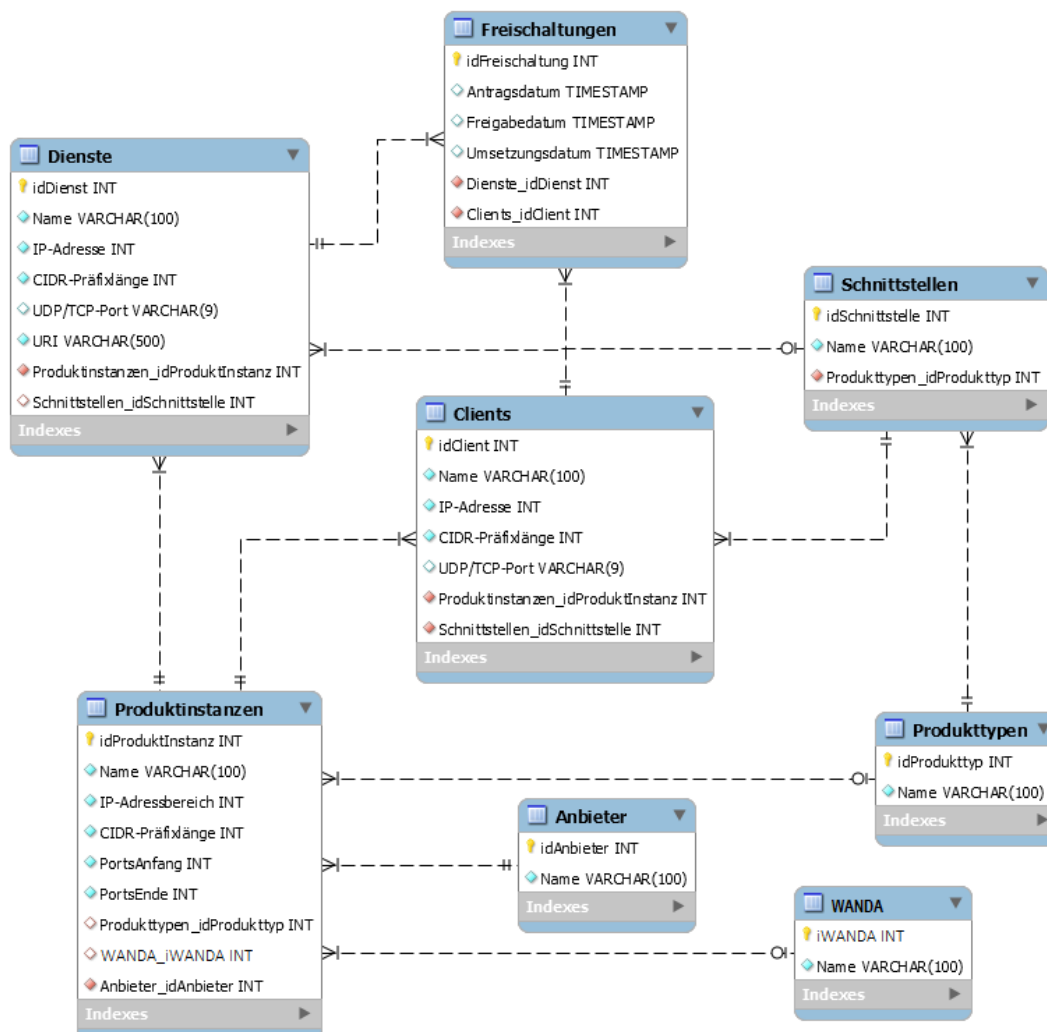 Freischaltungen
idFreischaltung INT
Antragsdatum TIMESTAMP
Freigabedatum TIMESTAMP
Umsetzungsdatum TIMESTAMP
Dienste_idDienst INT
Clients_idClient INT
Indexes
Dienste
idDienst INT
Name VARCHAR(100)
IP-Adresse INT
CIDR-Präfixlänge INT
UDP/TCP-Port VARCHAR(9)
URI VARCHAR(500)
Produktinstanzen_idProduktInstanz INT
Schnittstellen_idSchnittstelle INT
Indexes
Schnittstellen
idSchnittstelle INT
Name VARCHAR(100)
Produkttypen_idProdukttyp INT
Indexes
Clients
idClient INT
Name VARCHAR(100)
IP-Adresse INT
CIDR-Präfixlänge INT
UDP/TCP-Port VARCHAR(9)
Produktinstanzen_idProduktInstanz INT
Schnittstellen_idSchnittstelle INT
Indexes
Produktinstanzen
idProduktInstanz INT
Name VARCHAR(100)
IP-Adressbereich INT
CIDR-Präfixlänge INT
PortsAnfang INT
PortsEnde INT
Produkttypen_idProdukttyp INT
WANDA_iWANDA INT
Anbieter_idAnbieter INT
Indexes
Produkttypen
idProdukttyp INT
Name VARCHAR(100)
Indexes
Anbieter
idAnbieter INT
Name VARCHAR(100)
Indexes
WANDA
iWANDA INT
Name VARCHAR(100)
Indexes